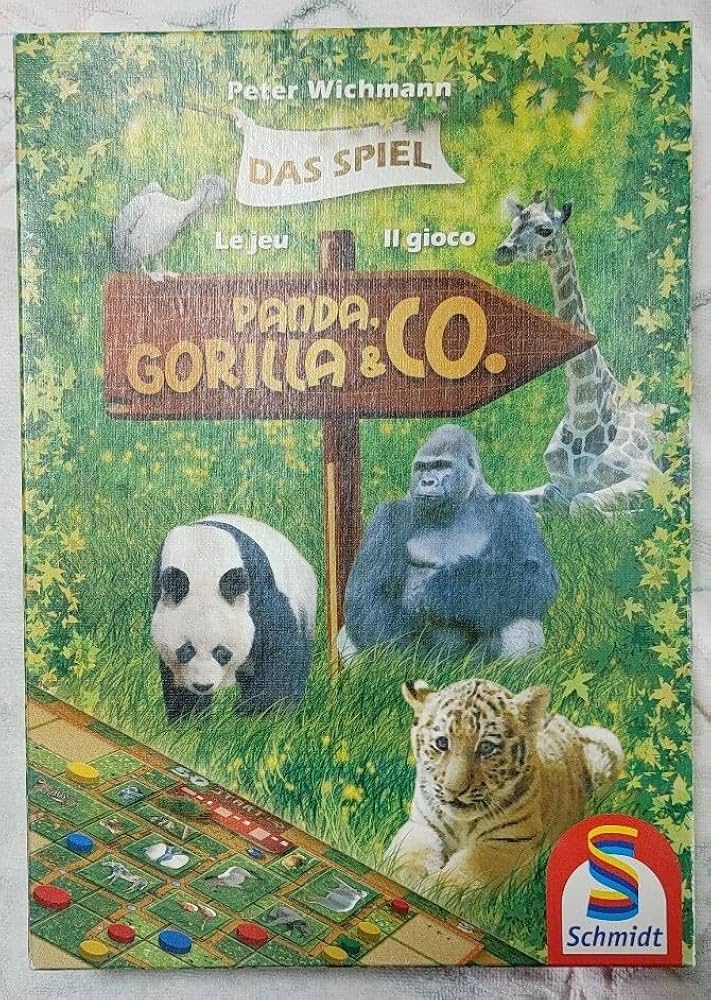 Peter Wichmann
DAS SPIEL
Le jeu
Il gioco
PANDA,
GORILLA & CO.
Schmidt